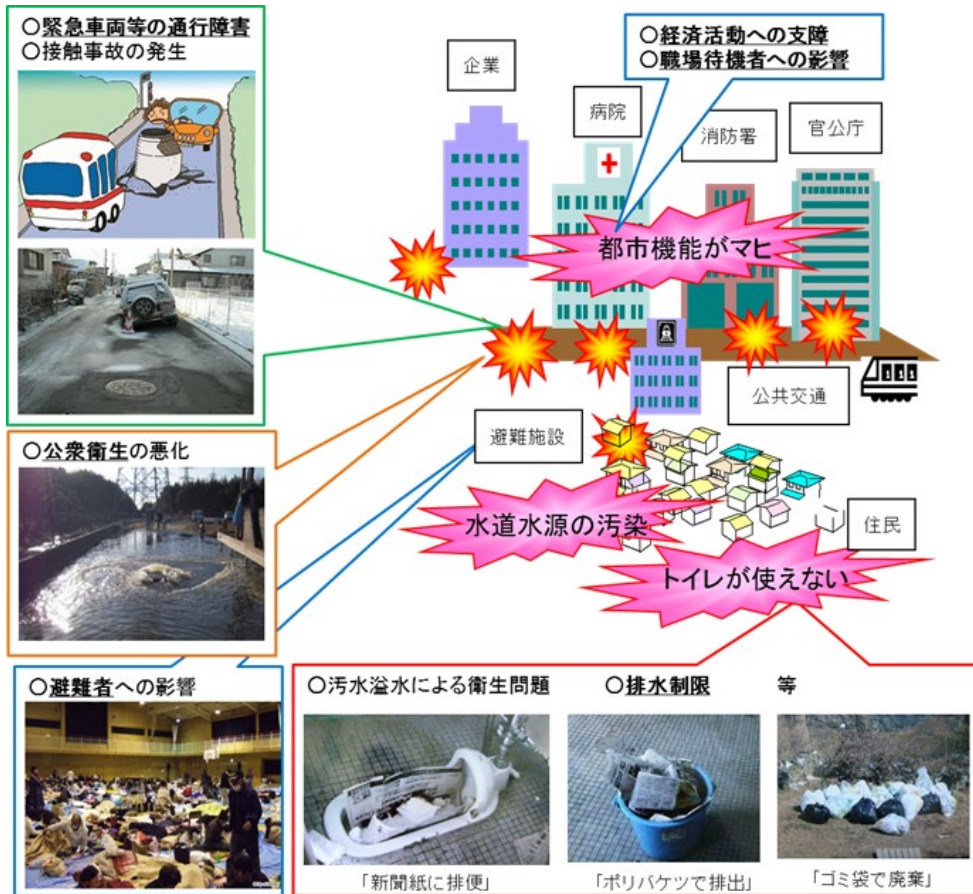 ○緊急車両等の通行障害
○接触事故の発生
○経済活動への支障
○職場待機者への影響
企業
病院
消防署
官公庁
都市機能がマヒ
公共交通
避難施設
○公衆衛生の悪化
水道水源の汚染
住民
トイレが使えない
○避難者への影響
○汚水溢水による衛生問題 ○排水制限 等
「新聞紙に排便」 「ポリバケツで排出」 「ゴミ袋で廃棄」